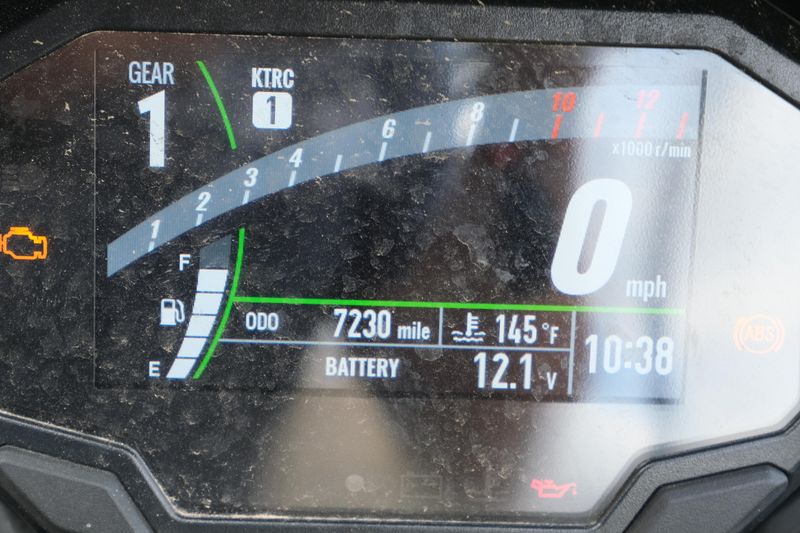 GEAR
1
KTRC
1
1 2 3 4 6 8 10 12
x1000 r/min
0 mph
F
E
ODO 7230 mile
145 °F
BATTERY 12.1 V
10:38
ABS